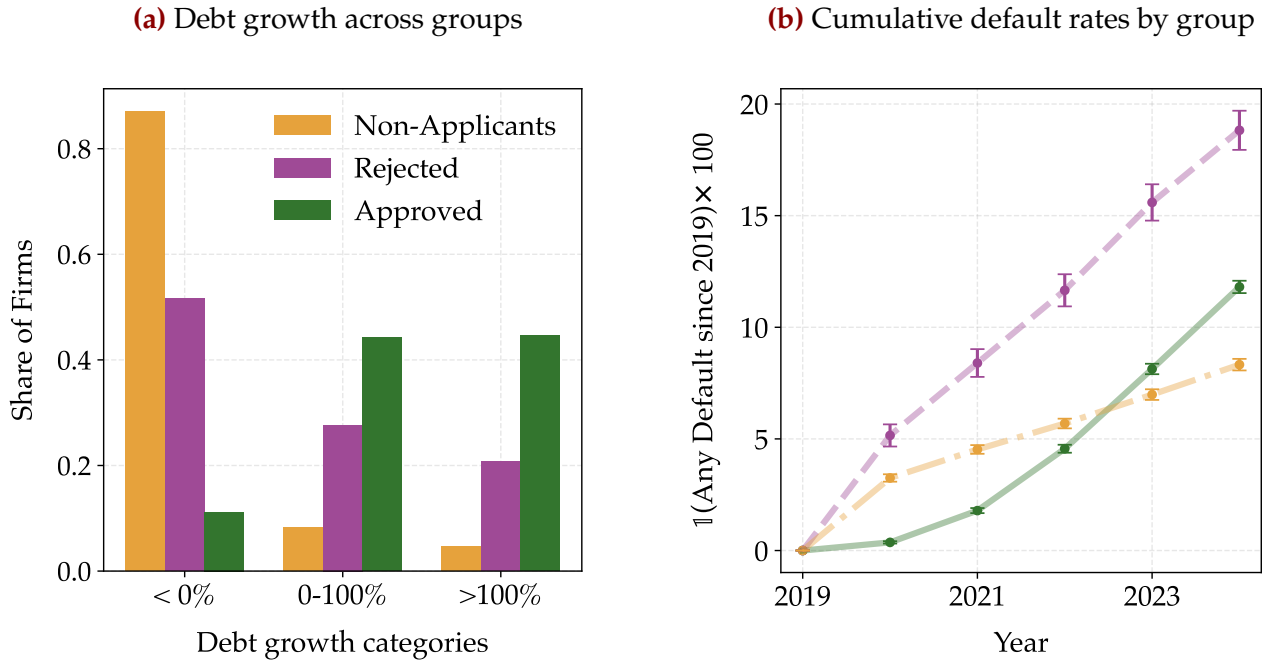 (a) Debt growth across groups
Share of Firms
0.8
0.6
0.4
0.2
0.0
Non-Applicants
Rejected
Approved
< 0%
0-100%
>100%
Debt growth categories
(b) Cumulative default rates by group
𝟙(Any Default since 2019)× 100
20
15
10
5
0
2019
2021
2023
Year